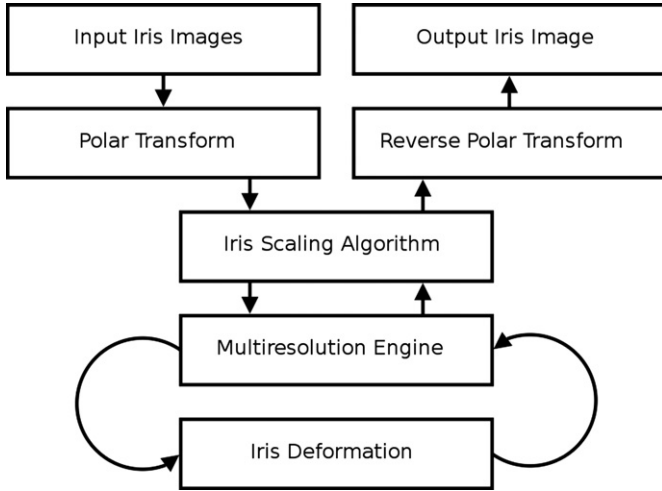 Input Iris Images
Output Iris Image
Polar Transform
Reverse Polar Transform
Iris Scaling Algorithm
Multiresolution Engine
Iris Deformation